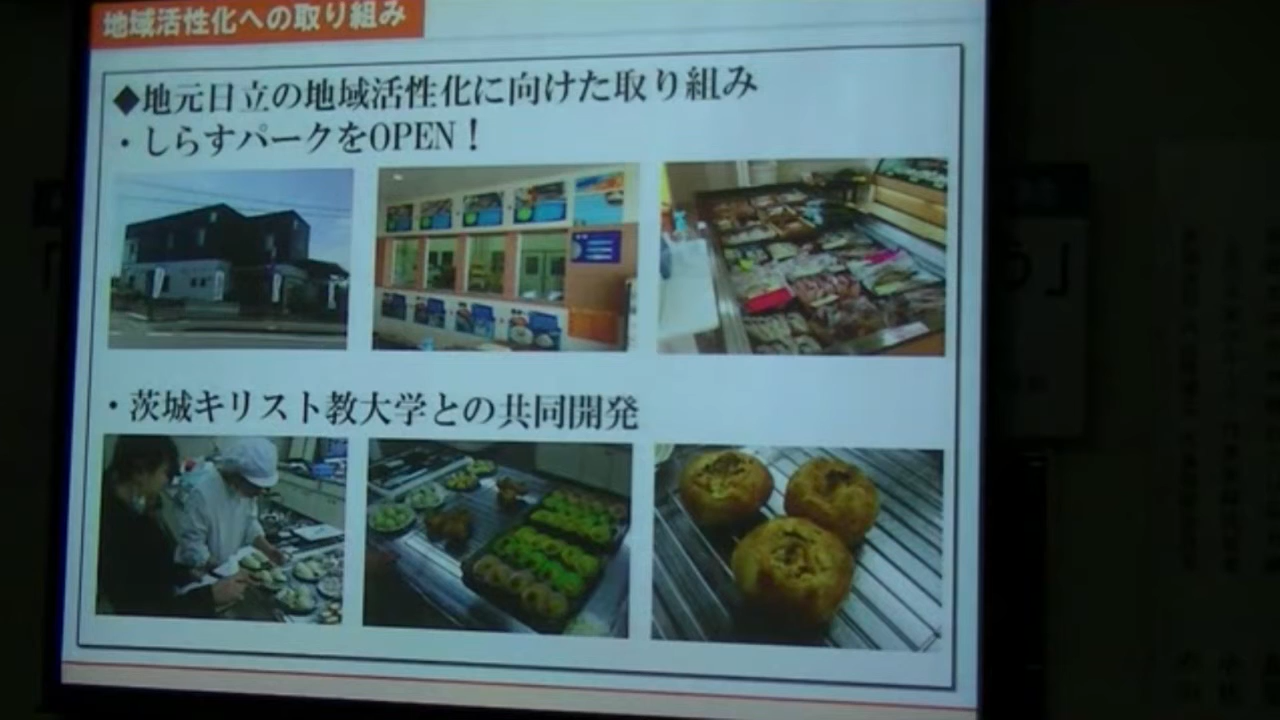 地域活性化への取り組み
◆地元日立の地域活性化に向けた取り組み
・しらすパークをOPEN！
・茨城キリスト教大学との共同開発